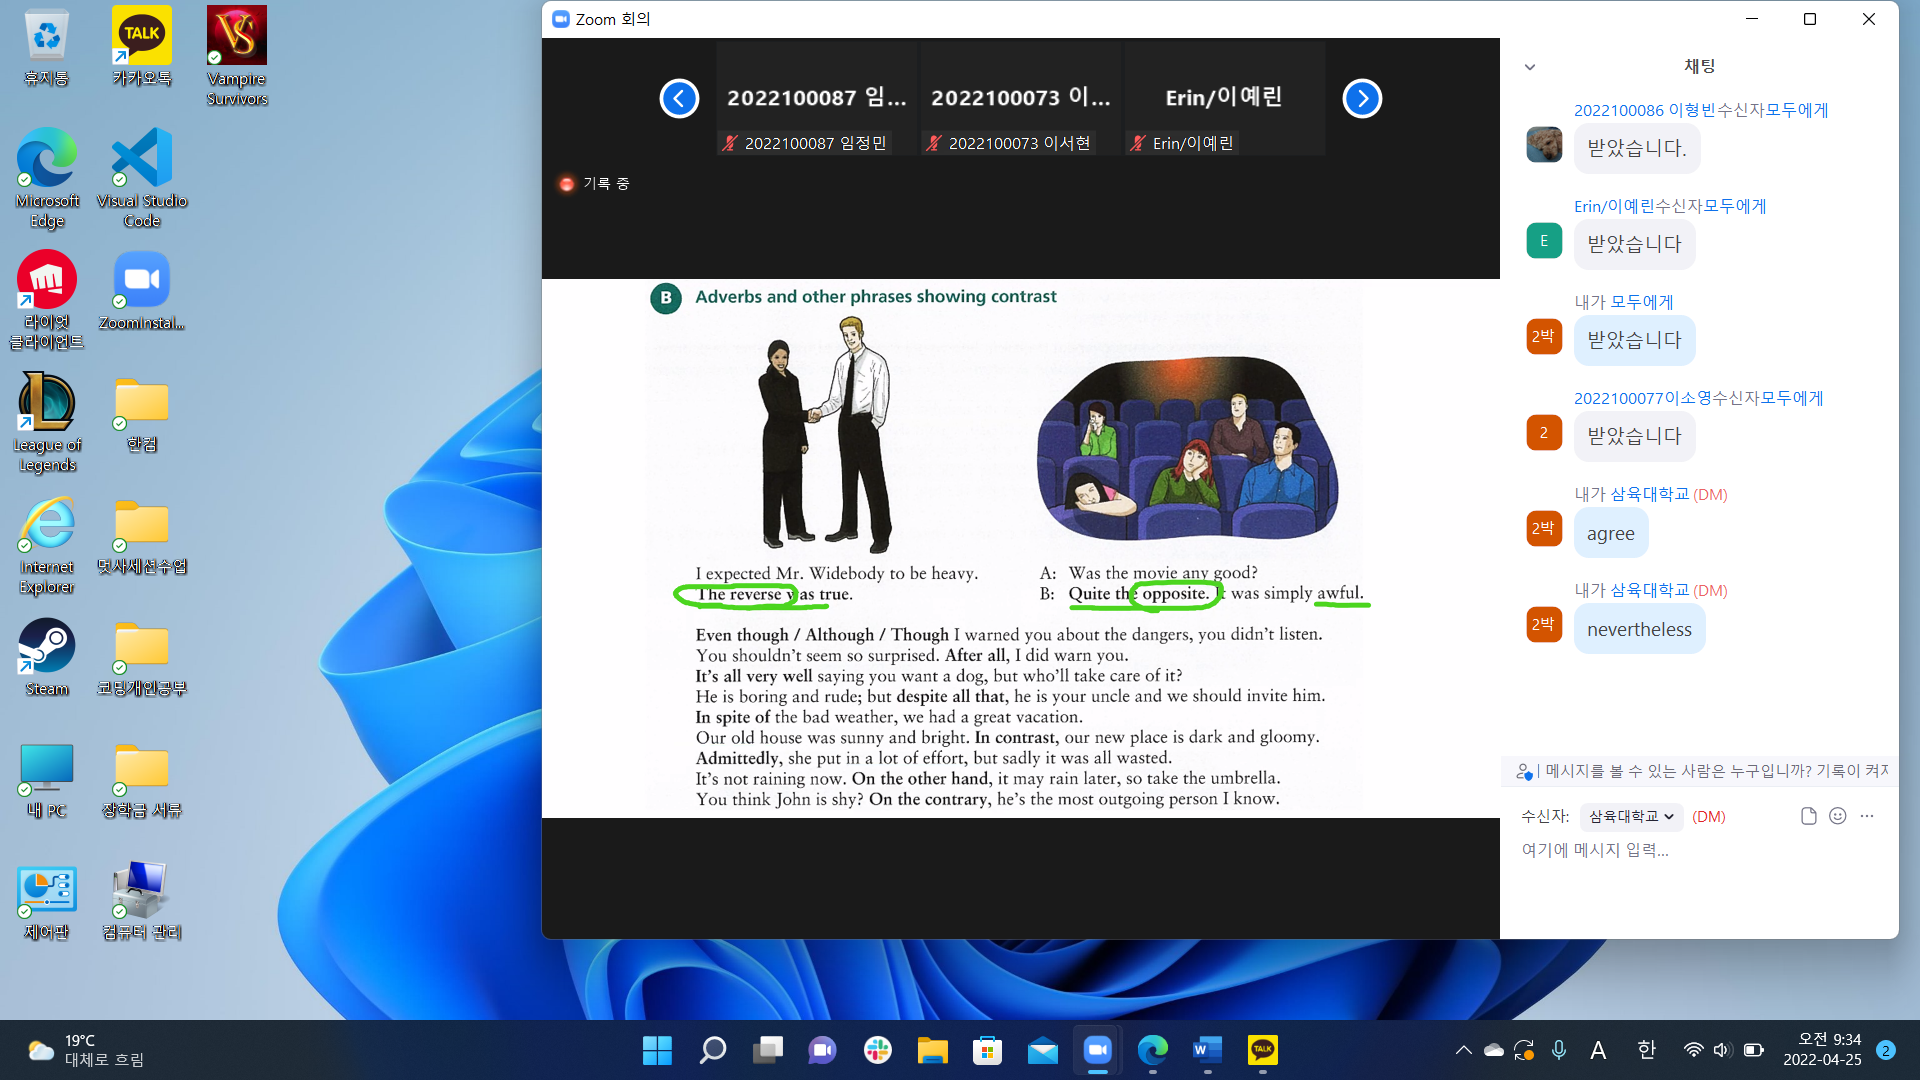 휴지통
TALK
카카오톡
VS
Vampire
Survivors
Microsoft
Edge
Visual Studio
Code
라이엇
클라이언트
ZoomInstal...
League of
Legends
한컴
Internet
Explorer
멋사세션수업
Steam
코딩개인공부
내 PC
장학금 서류
제어판
컴퓨터 관리
Zoom 회의
2022100087 임...
2022100087 임정민
2022100073 이...
2022100073 이서현
Erin/이예린
Erin/이예린
기록 중
B Adverbs and other phrases showing contrast
I expected Mr. Widebody to be heavy.
The reverse was true.
A: Was the movie any good?
B: Quite the opposite. It was simply awful.
Even though / Although / Though I warned you about the dangers, you didn't listen.
You shouldn't seem so surprised. After all, I did warn you.
It's all very well saying you want a dog, but who'll take care of it?
He is boring and rude; but despite all that, he is your uncle and we should invite him.
In spite of the bad weather, we had a great vacation.
Our old house was sunny and bright. In contrast, our new place is dark and gloomy.
Admittedly, she put in a lot of effort, but sadly it was all wasted.
It's not raining now. On the other hand, it may rain later, so take the umbrella.
You think John is shy? On the contrary, he's the most outgoing person I know.
채팅
2022100086 이형빈수신자모두에게
받았습니다.
Erin/이예린수신자모두에게
E
받았습니다
내가 모두에게
2박
받았습니다
2022100077이소영수신자모두에게
2
받았습니다
내가 삼육대학교 (DM)
2박
agree
내가 삼육대학교 (DM)
2박
nevertheless
메시지를 볼 수 있는 사람은 누구입니까? 기록이 켜져
수신자: 삼육대학교 (DM)
여기에 메시지 입력...
19°C
대체로 흐림
W
TALK
A
한
오전 9:34
2022-04-25
2